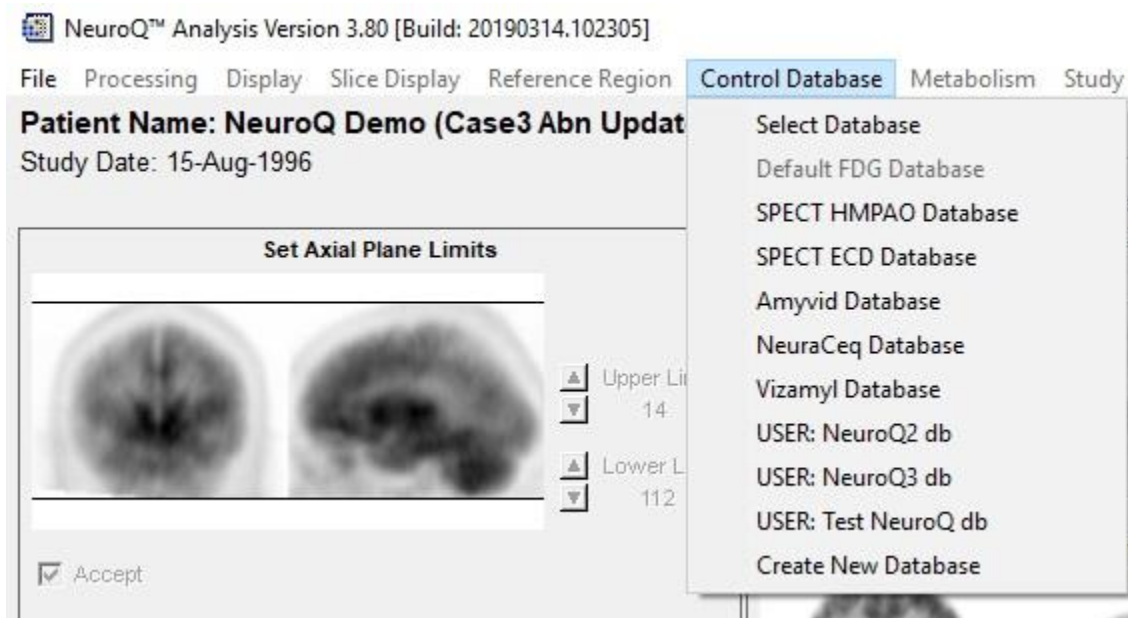 NeuroQ™ Analysis Version 3.80 [Build: 20190314.102305]
File Processing Display Slice Display Reference Region Control Database Metabolism Study
Patient Name: NeuroQ Demo (Case3 Abn Updat
Study Date: 15-Aug-1996
Set Axial Plane Limits
Upper Li
14
Lower L
112
Accept
Select Database
Default FDG Database
SPECT HMPAO Database
SPECT ECD Database
Amyvid Database
NeuraCeq Database
Vizamyl Database
USER: NeuroQ2 db
USER: NeuroQ3 db
USER: Test NeuroQ db
Create New Database